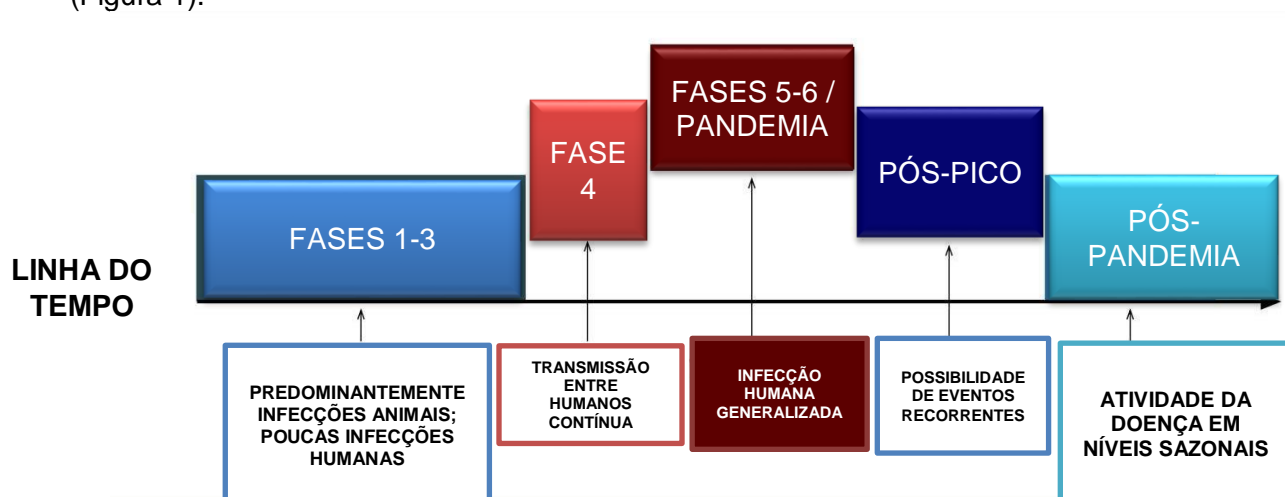 (Figura 1).
FASES 1-3
FASE
4
FASES 5-6 /
PANDEMIA
PÓS-PICO
PÓS-
PANDEMIA
LINHA DO
TEMPO
PREDOMINANTEMENTE
INFECÇÕES ANIMAIS;
POUCAS INFECÇÕES
HUMANAS
TRANSMISSÃO
ENTRE
HUMANOS
CONTÍNUA
INFECÇÃO
HUMANA
GENERALIZADA
POSSIBILIDADE
DE EVENTOS
RECORRENTES
ATIVIDADE DA
DOENÇA EM
NÍVEIS SAZONAIS